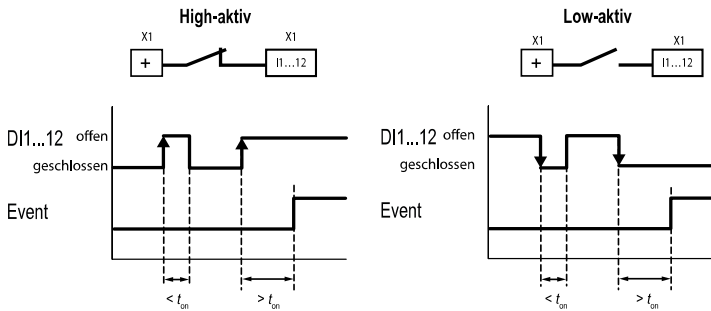 High-aktiv
X1 X1
+ I1...12
DI1...12 offen
geschlossen
Event
< ton > ton
Low-aktiv
X1 X1
+ I1...12
DI1...12 offen
geschlossen
Event
< ton > ton